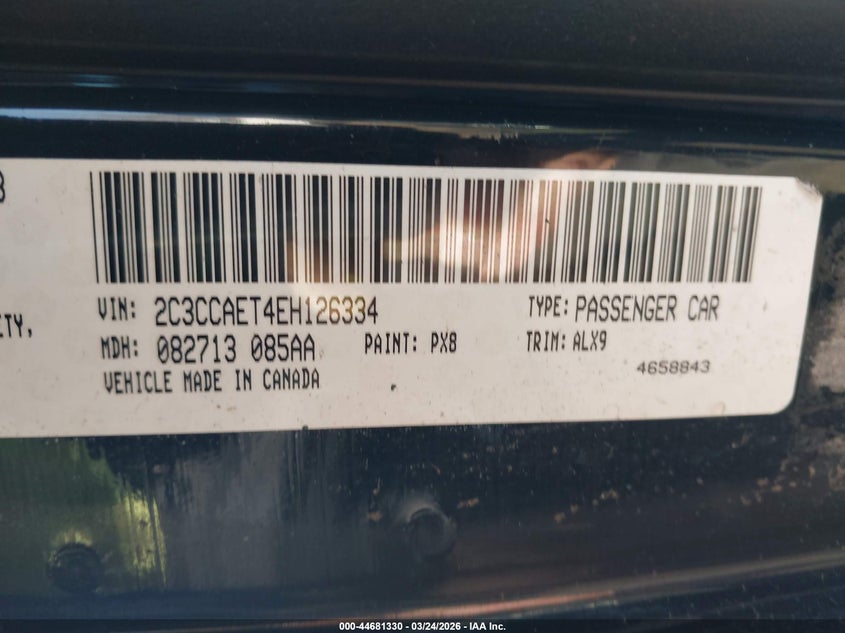 VIN: 2C3CCAET4EH126334 TYPE: PASSENGER CAR
ITY,
MDH: 082713 085AA PAINT: PX8 TRIM: ALX9
VEHICLE MADE IN CANADA 4658843
000-44681330 - 03/24/2026 - IAA Inc.